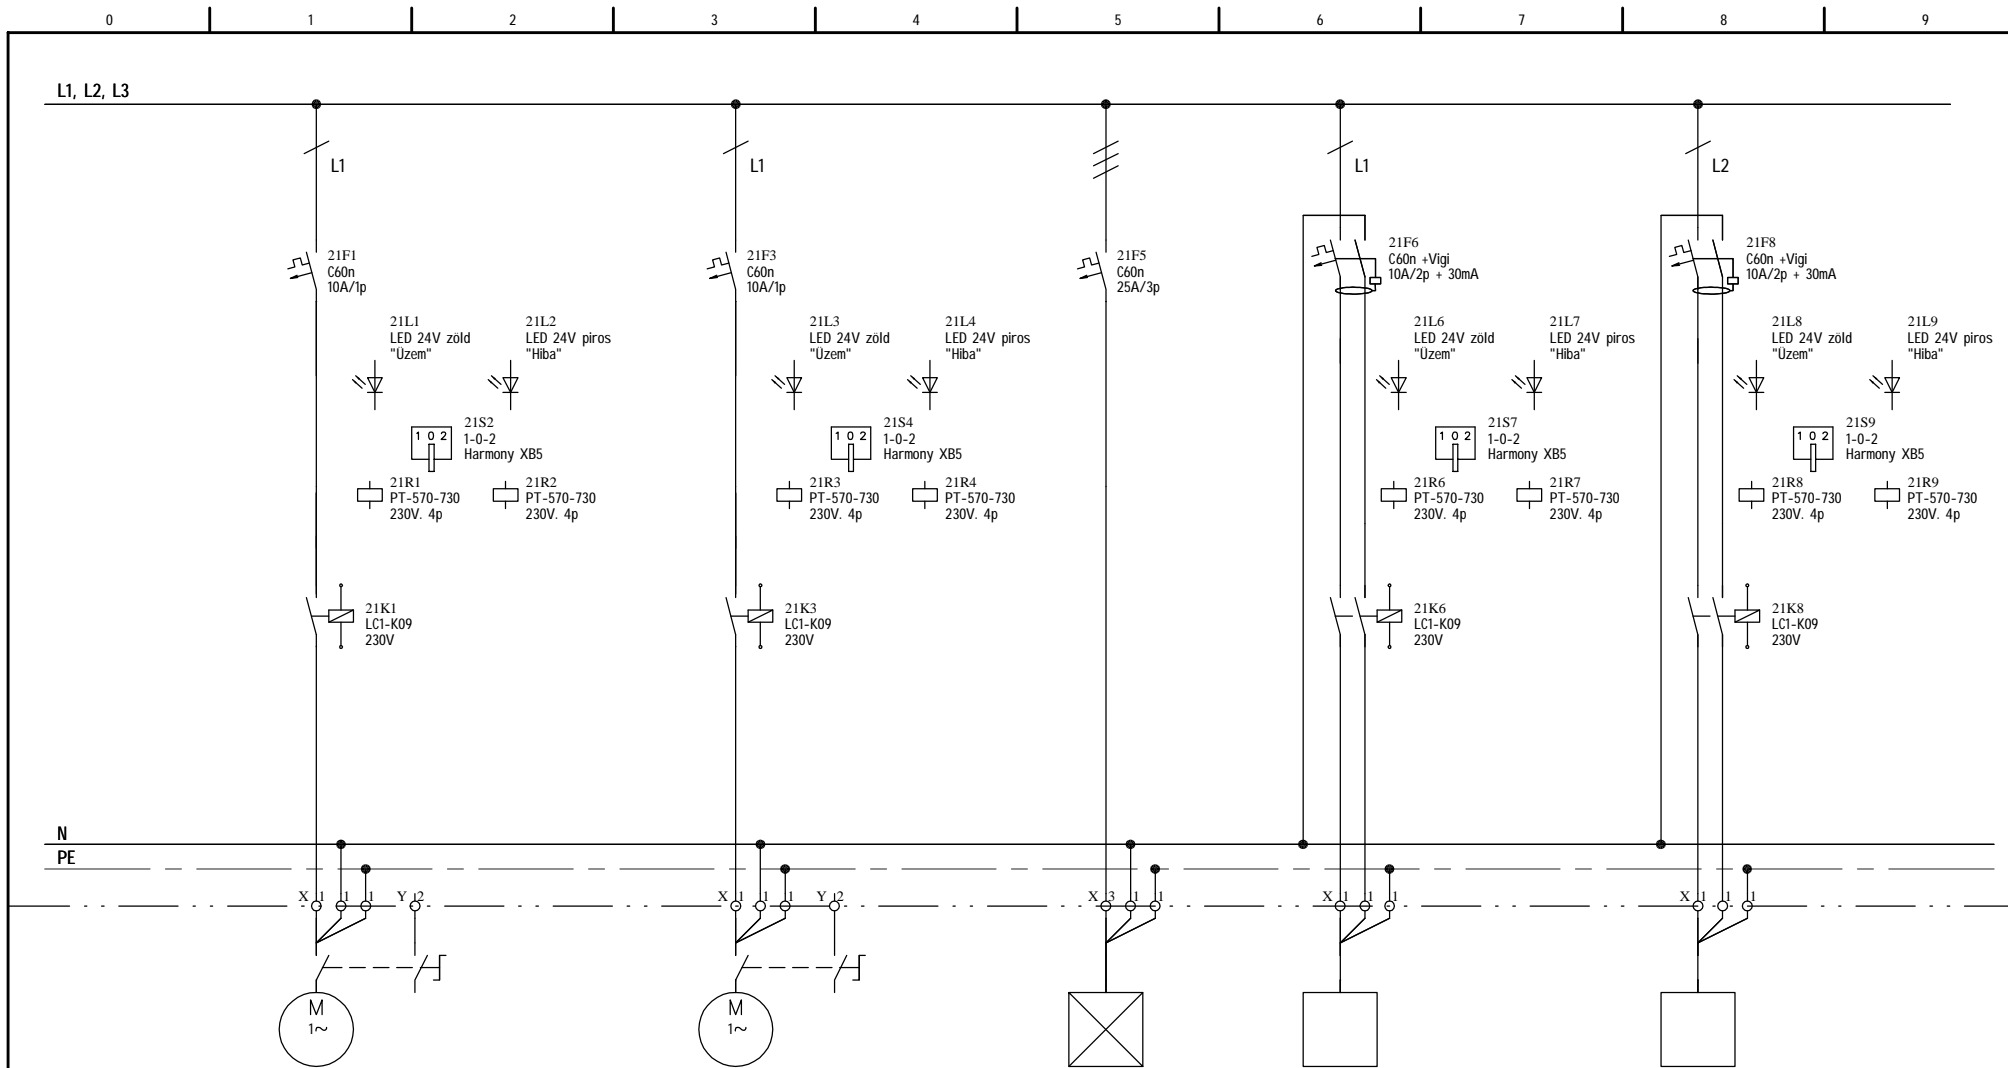 0 1 2 3 4 5 6 7 8 9
L1, L2, L3
L1 L1 L1 L2
21F1
C60n
10A/1p
21F3
C60n
10A/1p
21F5
C60n
25A/3p
21F6
C60n +Vigi
10A/2p + 30mA
21F8
C60n +Vigi
10A/2p + 30mA
21L1
LED 24V zöld
"Üzem"
21L2
LED 24V piros
"Hiba"
21L3
LED 24V zöld
"Üzem"
21L4
LED 24V piros
"Hiba"
21L6
LED 24V zöld
"Üzem"
21L7
LED 24V piros
"Hiba"
21L8
LED 24V zöld
"Üzem"
21L9
LED 24V piros
"Hiba"
1 0 2
21S2
1-0-2
Harmony XB5
1 0 2
21S4
1-0-2
Harmony XB5
1 0 2
21S7
1-0-2
Harmony XB5
1 0 2
21S9
1-0-2
Harmony XB5
21R1
PT-570-730
230V. 4p
21R2
PT-570-730
230V. 4p
21R3
PT-570-730
230V. 4p
21R4
PT-570-730
230V. 4p
21R6
PT-570-730
230V. 4p
21R7
PT-570-730
230V. 4p
21R8
PT-570-730
230V. 4p
21R9
PT-570-730
230V. 4p
21K1
LC1-K09
230V
21K3
LC1-K09
230V
21K6
LC1-K09
230V
21K8
LC1-K09
230V
N
PE
X 1 1 1 Y 2 X 1 1 1 Y 2 X 3 1 1 X 1 1 1 X 1 1 1
M
1~
M
1~